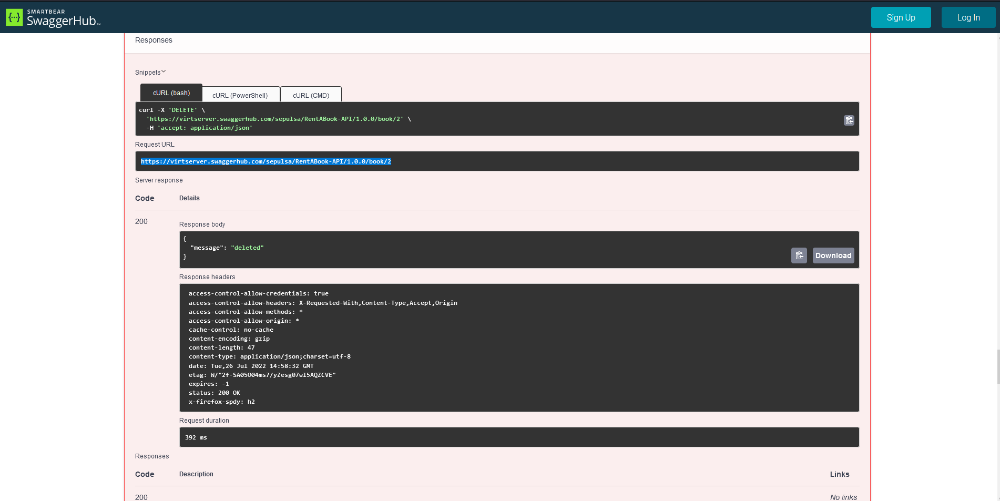 SMARTBEAR
SwaggerHub™
Sign Up
Log In
Responses
Snippets
cURL (bash)
cURL (PowerShell)
cURL (CMD)
curl -X 'DELETE' \
'https://virtserver.swaggerhub.com/sepulsa/RentABook-API/1.0.0/book/2' \
-H 'accept: application/json'
Request URL
https://virtserver.swaggerhub.com/sepulsa/RentABook-API/1.0.0/book/2
Server response
Code Details
200
Response body
{
"message": "deleted"
}
Download
Response headers
access-control-allow-credentials: true
access-control-allow-headers: X-Requested-With,Content-Type,Accept,Origin
access-control-allow-methods: *
access-control-allow-origin: *
cache-control: no-cache
content-encoding: gzip
content-length: 47
content-type: application/json;charset=utf-8
date: Tue,26 Jul 2022 14:58:32 GMT
etag: W/"2f-SA05O04ms7/yZesg07wl5AQZCVE"
expires: -1
status: 200 OK
x-firefox-spdy: h2
Request duration
392 ms
Responses
Code Description Links
200 No links